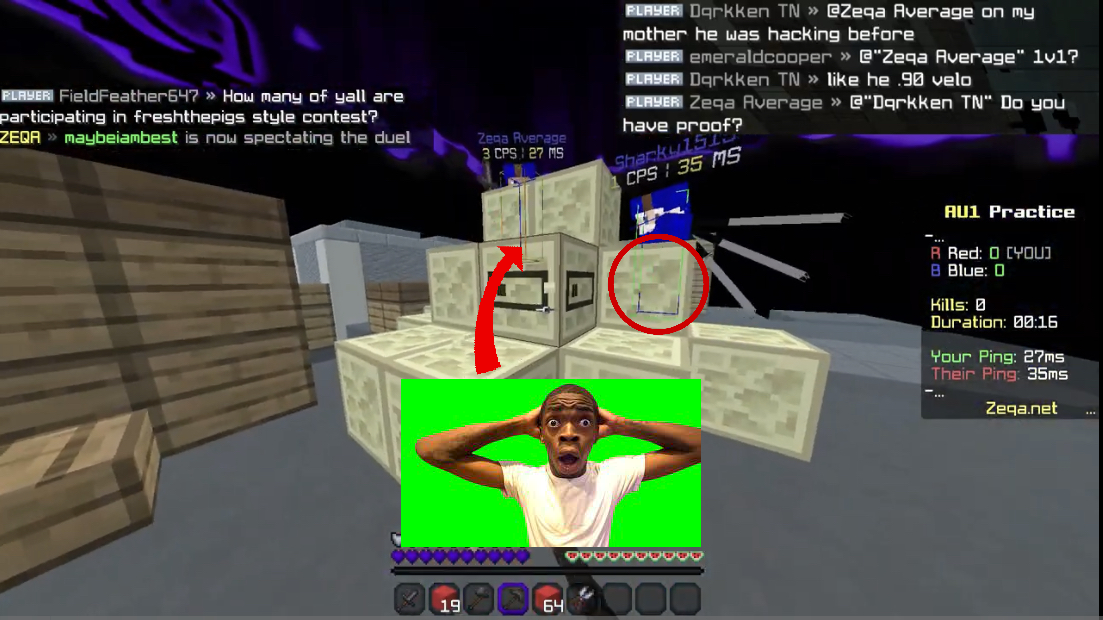 PLAYER Dqrkken TN » @Zeqa Average on my
mother he was hacking before
PLAYER emeraldcooper » @"Zeqa Average" 1v1?
PLAYER Dqrkken TN » like he .90 velo
PLAYER Zeqa Average » @"Dqrkken TN" Do you
have proof?
PLAYER FieldFeather647 » How many of yall are
participating in freshthepigs style contest?
ZEQA » maybeiambest is now spectating the duel
Zeqa Average
3 CPS | 27 MS
Sharky1515
CPS | 35 MS
AU1 Practice
-...
R Red: 0 [YOU]
B Blue: 0
Kills: 0
Duration: 00:16
Your Ping: 27ms
Their Ping: 35ms
-...
Zeqa.net ...
19
64